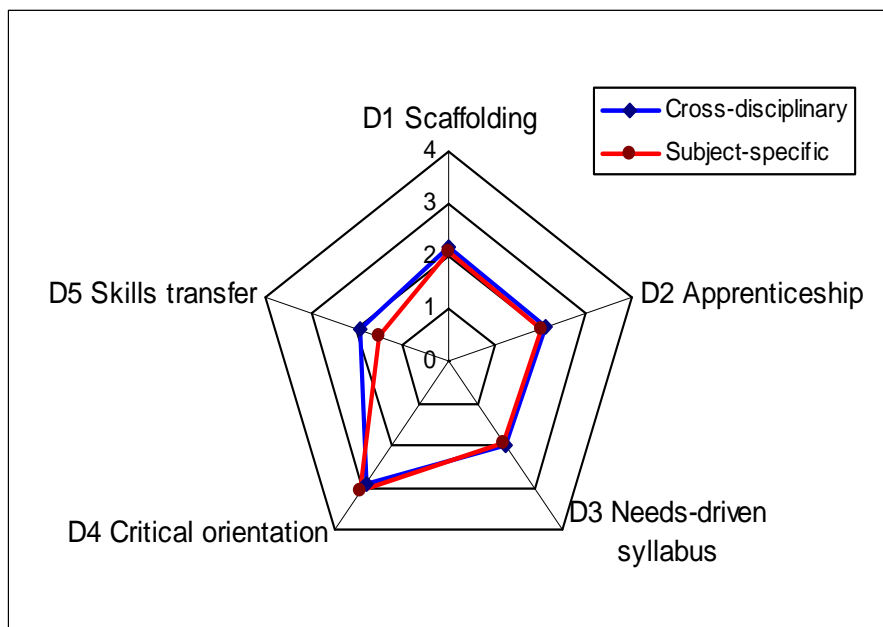 Cross-disciplinary
Subject-specific
D1 Scaffolding
4
3
2
1
0
D5 Skills transfer
D2 Apprenticeship
D4 Critical orientation
D3 Needs-driven
syllabus